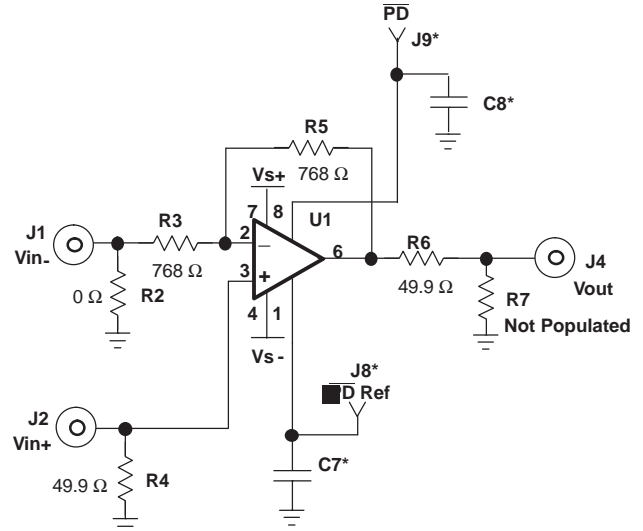 PD
J9*
C8*
R5
768 Ω
Vs+
7 8
U1
J1
Vin-
R3
2
768 Ω
3
6
R6
49.9 Ω
J4
Vout
0 Ω
R2
R7
Not Populated
4 1
Vs-
J8*
PD Ref
J2
Vin+
C7*
49.9 Ω
R4